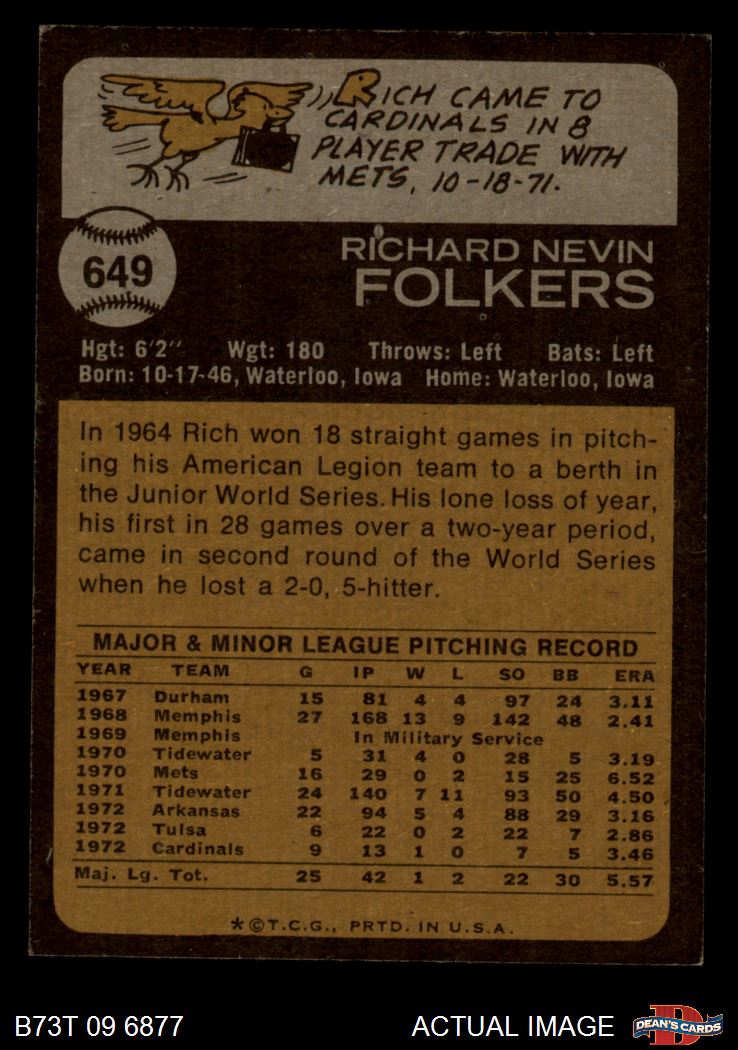 RICH CAME TO
CARDINALS IN 8
PLAYER TRADE WITH
METS, 10-18-71.
649
RICHARD NEVIN
FOLKERS
Hgt: 6'2" Wgt: 180 Throws: Left Bats: Left
Born: 10-17-46, Waterloo, Iowa Home: Waterloo, Iowa
In 1964 Rich won 18 straight games in pitch-
ing his American Legion team to a berth in
the Junior World Series. His lone loss of year,
his first in 28 games over a two-year period,
came in second round of the World Series
when he lost a 2-0, 5-hitter.
MAJOR & MINOR LEAGUE PITCHING RECORD
YEAR TEAM G IP W L SO BB ERA
1967 Durham 15 81 4 4 97 24 3.11
1968 Memphis 27 168 13 9 142 48 2.41
1969 Memphis In Military Service
1970 Tidewater 5 31 4 0 28 5 3.19
1970 Mets 16 29 0 2 15 25 6.52
1971 Tidewater 24 140 7 11 93 50 4.50
1972 Arkansas 22 94 5 4 88 29 3.16
1972 Tulsa 6 22 0 2 22 7 2.86
1972 Cardinals 9 13 1 0 7 5 3.46
Maj. Lg. Tot. 25 42 1 2 22 30 5.57
*©T.C.G., PRTD. IN U.S.A.
B73T 09 6877 ACTUAL IMAGE
D
DEAN'S CARDS